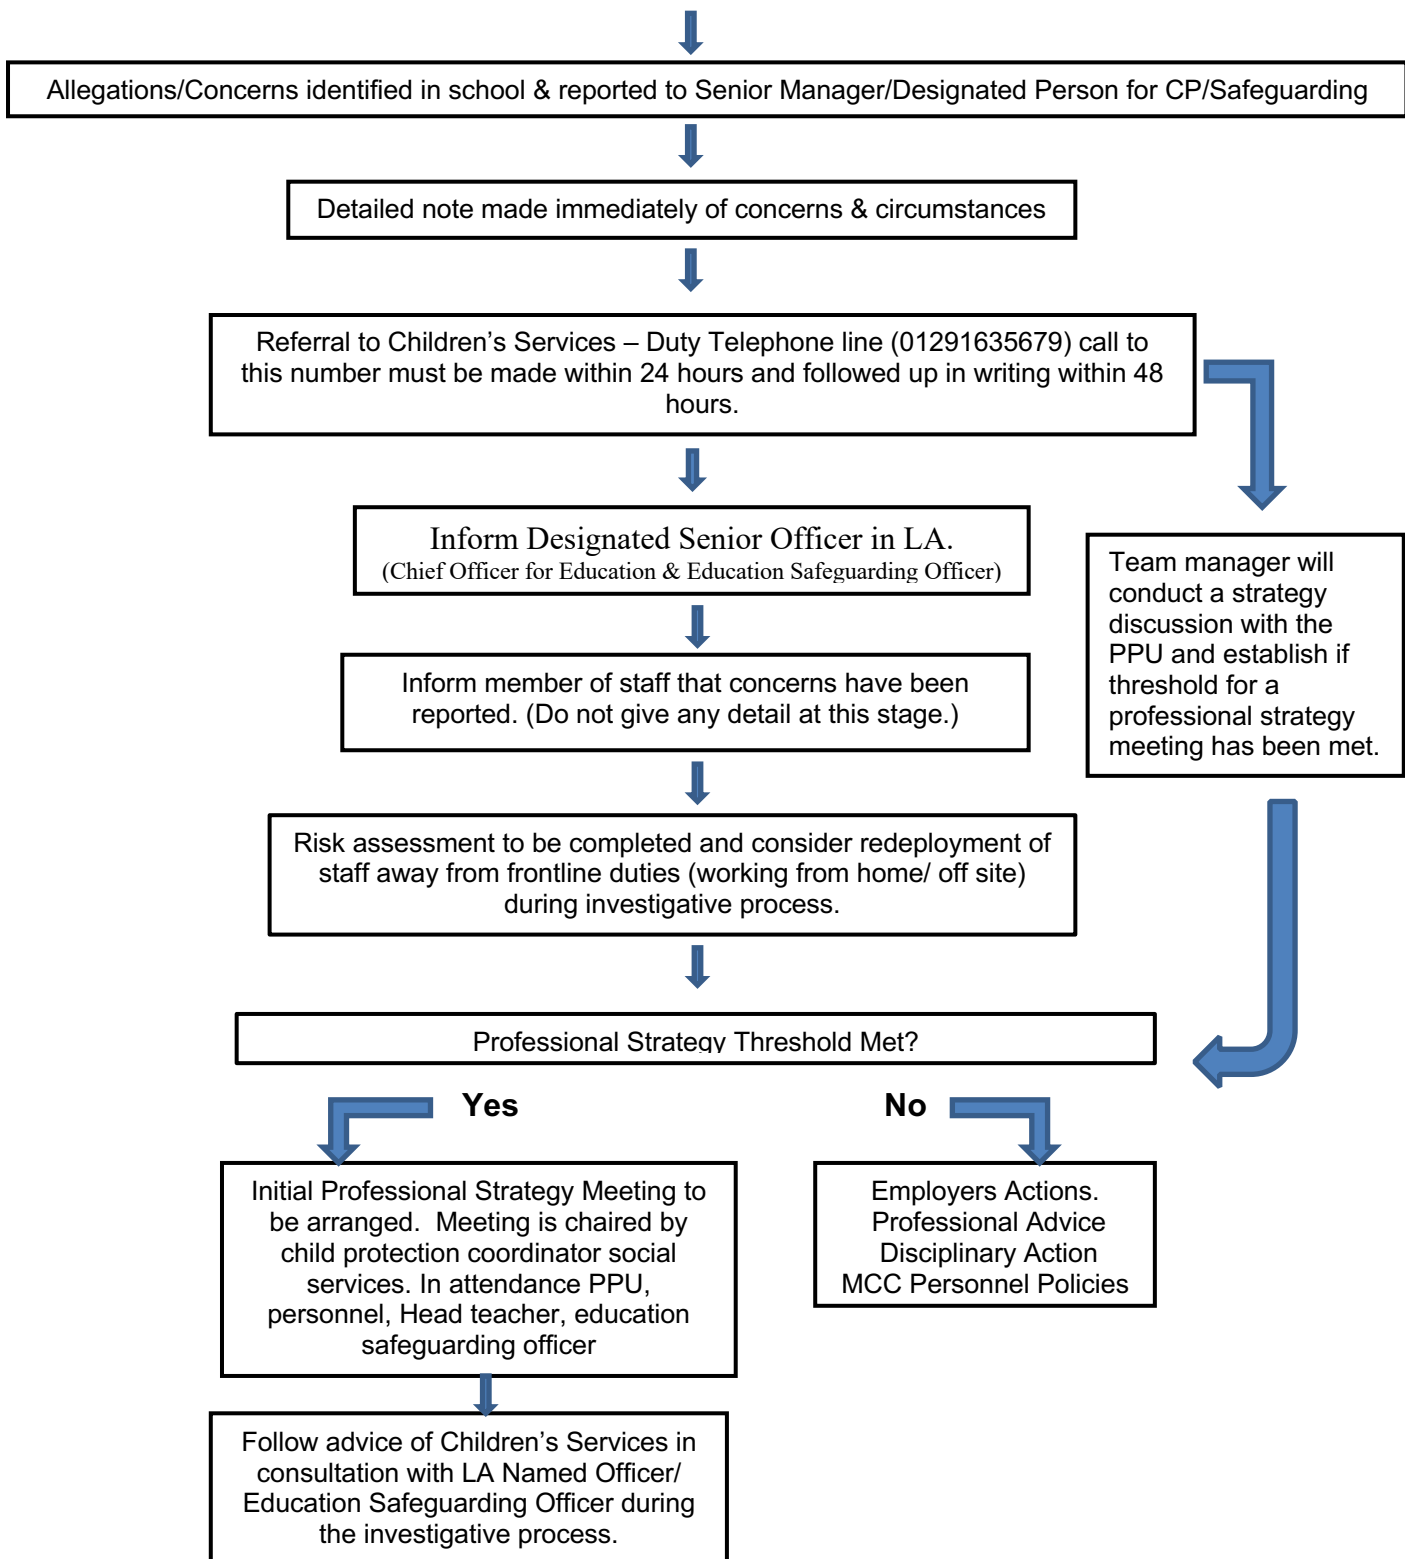 Allegations/Concerns identified in school & reported to Senior Manager/Designated Person for CP/Safeguarding
Detailed note made immediately of concerns & circumstances
Referral to Children’s Services – Duty Telephone line (01291635679) call to
this number must be made within 24 hours and followed up in writing within 48
hours.
Inform Designated Senior Officer in LA.
(Chief Officer for Education & Education Safeguarding Officer)
Team manager will
conduct a strategy
discussion with the
PPU and establish if
threshold for a
professional strategy
meeting has been met.
Inform member of staff that concerns have been
reported. (Do not give any detail at this stage.)
Risk assessment to be completed and consider redeployment of
staff away from frontline duties (working from home/ off site)
during investigative process.
Professional Strategy Threshold Met?
Yes
No
Initial Professional Strategy Meeting to
be arranged.  Meeting is chaired by
child protection coordinator social
services. In attendance PPU,
personnel, Head teacher, education
safeguarding officer
Employers Actions.
Professional Advice
Disciplinary Action
MCC Personnel Policies
Follow advice of Children’s Services in
consultation with LA Named Officer/
Education Safeguarding Officer during
the investigative process.